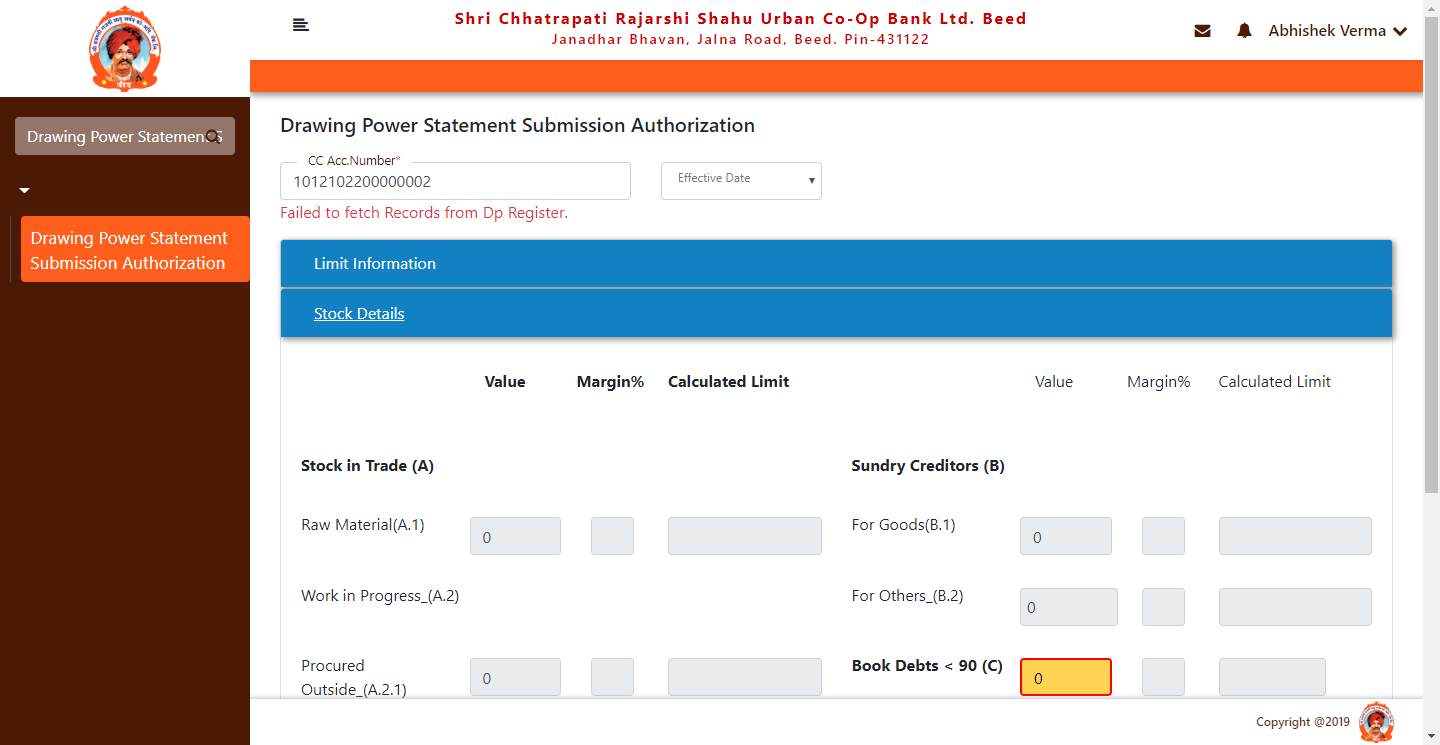 Shri Chhatrapati Rajarshi Shahu Urban Co-Op Bank Ltd. Beed
Janadhar Bhavan, Jalna Road, Beed. Pin-431122
Abhishek Verma
Drawing Power Statement
Drawing Power Statement
Submission Authorization
Drawing Power Statement Submission Authorization
CC Acc.Number*
1012102200000002
Effective Date
Failed to fetch Records from Dp Register.
Limit Information
Stock Details
Value Margin% Calculated Limit Value Margin% Calculated Limit
Stock in Trade (A) Sundry Creditors (B)
Raw Material(A.1) 0 For Goods(B.1) 0
Work in Progress_(A.2) For Others_(B.2) 0
Procured 0 Book Debts < 90 (C) 0
Outside_(A.2.1)
Copyright @2019